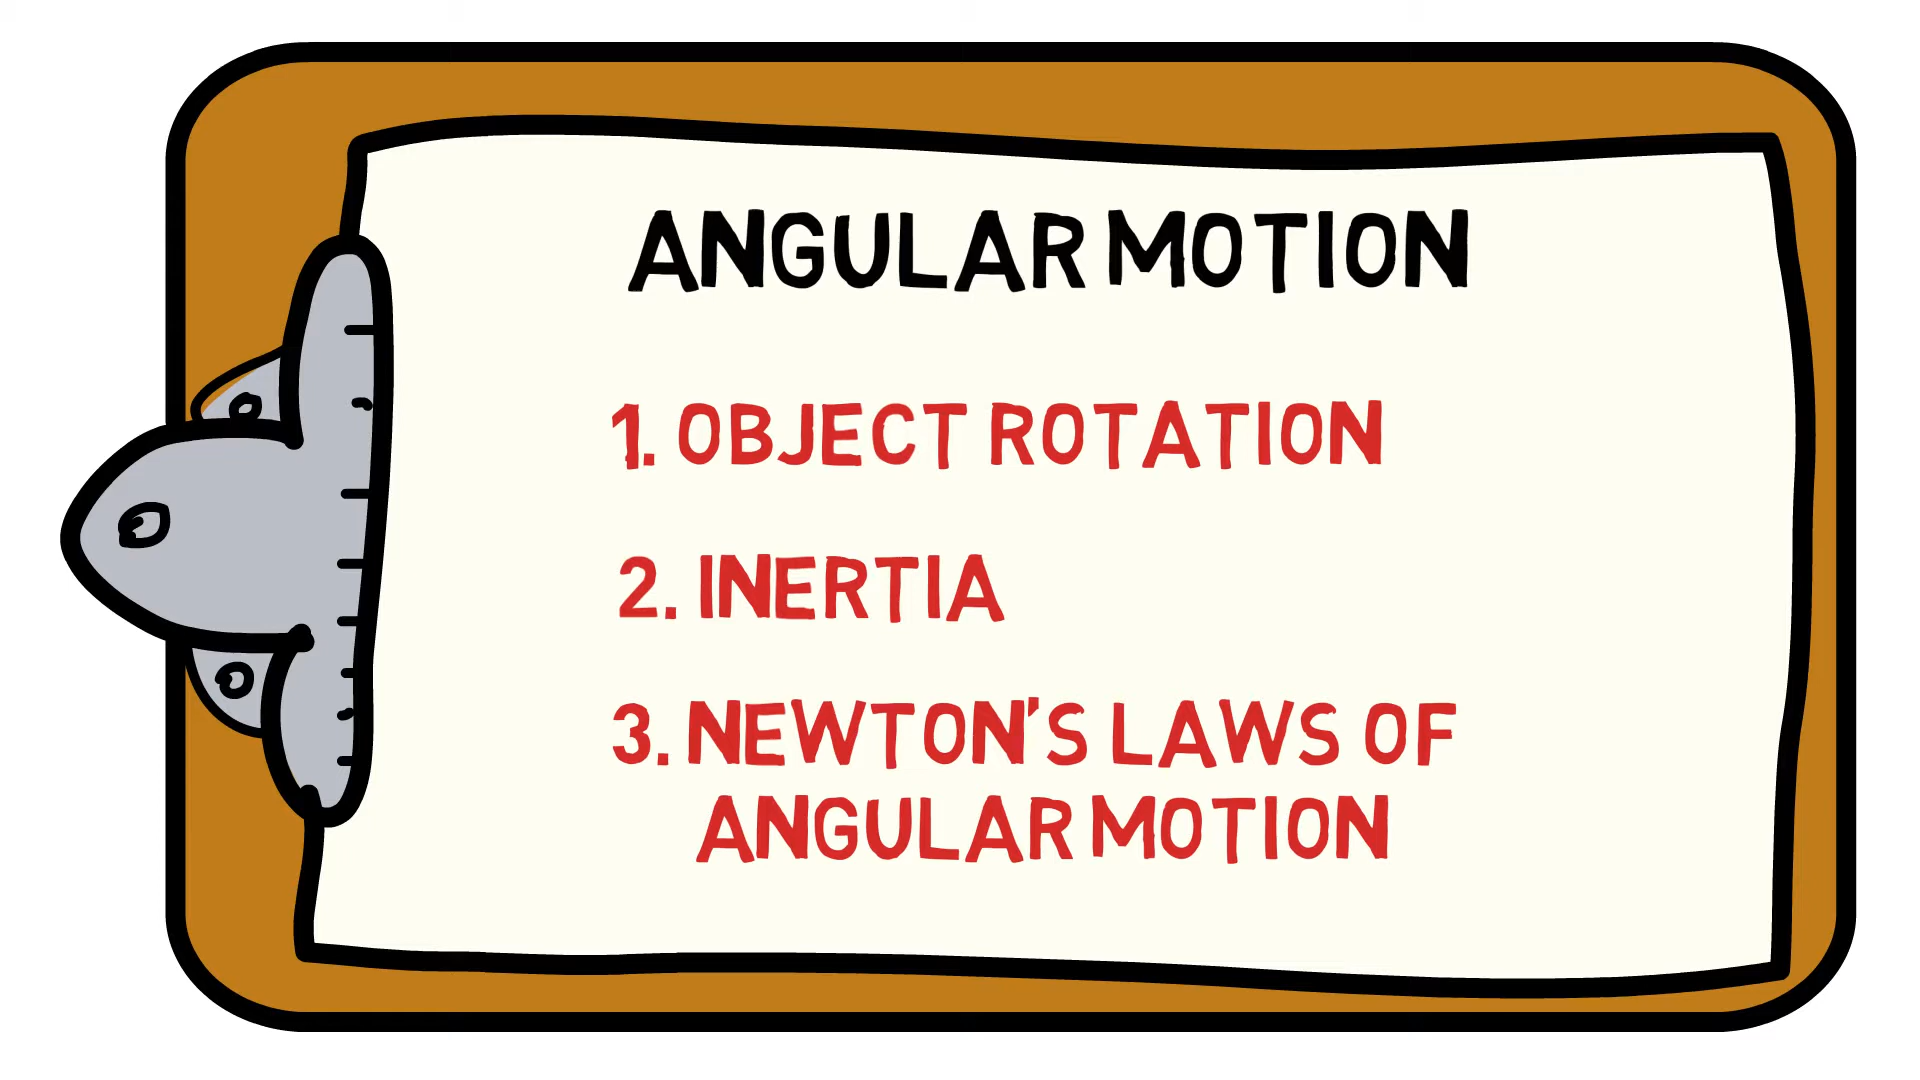 ANGULAR MOTION
1. OBJECT ROTATION
2. INERTIA
3. NEWTON'S LAWS OF
ANGULAR MOTION